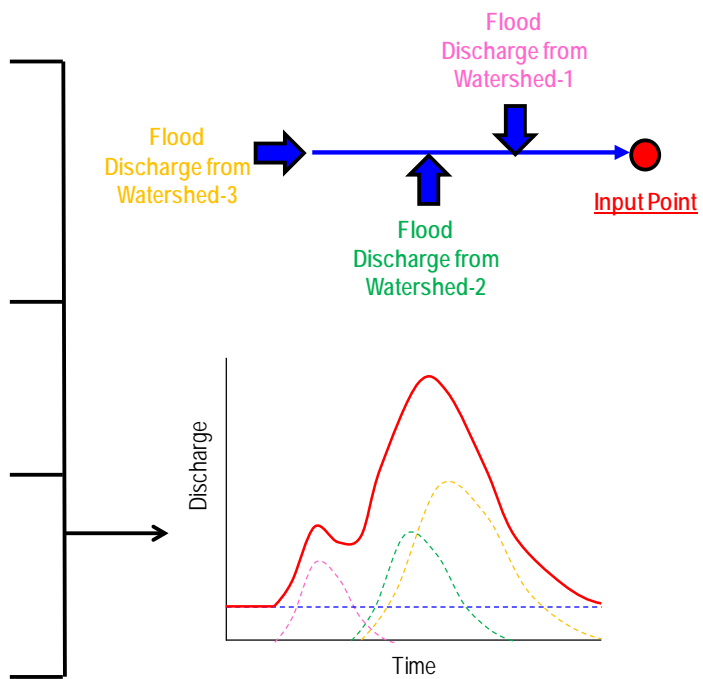 Flood
Discharge from
Watershed-1
Flood
Discharge from
Watershed-3
Input Point
Flood
Discharge from
Watershed-2
Discharge
Time